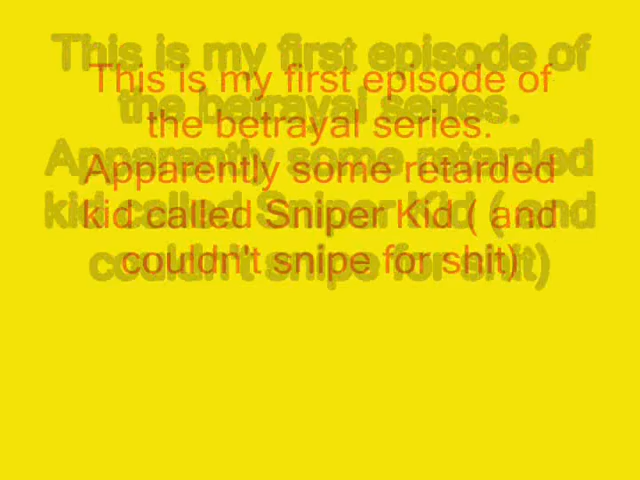 This is my first episode of
the betrayal series.
Apparently some retarded
kid called Sniper Kid ( and
couldn't snipe for shit)